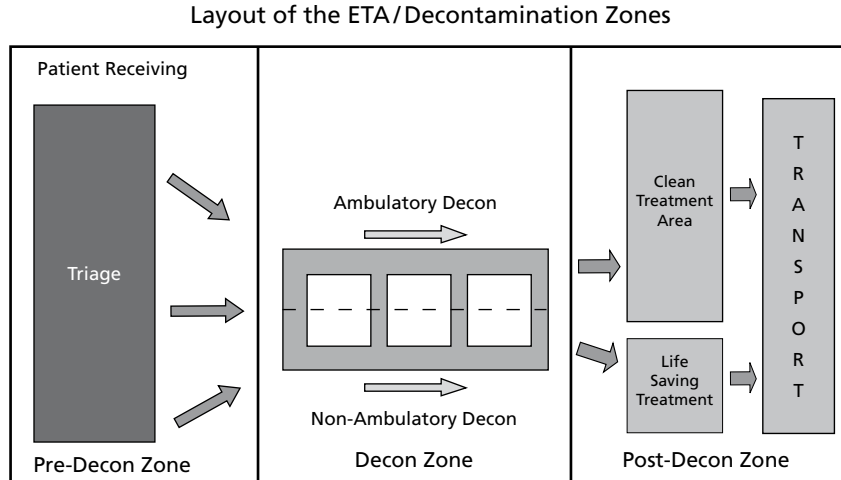 Layout of the ETA/Decontamination Zones
Patient Receiving
Triage
Pre-Decon Zone
Ambulatory Decon
Non-Ambulatory Decon
Decon Zone
Clean
Treatment
Area
Life
Saving
Treatment
TRANSPORT
Post-Decon Zone